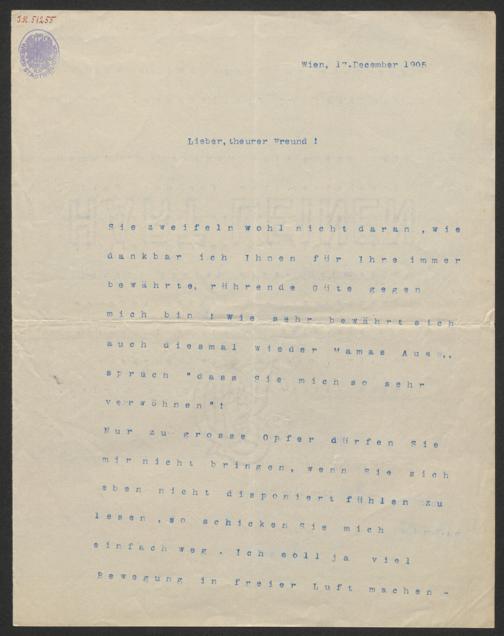 J.N. 51255
Wien, 17.December 1905
Lieber, theurer Freund !
Sie zweifeln wohl nicht daran , wie
dankbar ich Ihnen für Ihre immer
bewährte, rührende Güte gegen
mich bin ! Wie sehr bewährt sich
auch diesmal wieder Mamas Aus..
spruch "dass Sie mich so sehr
verwöhnen"!
Nur zu grosse Opfer dürfen Sie
mir nicht bringen, wenn Sie sich
eben nicht disponiert fühlen zu
lesen , so schicken Sie mich
einfach weg . Ich soll ja viel
Bewegung in freier Luft machen -